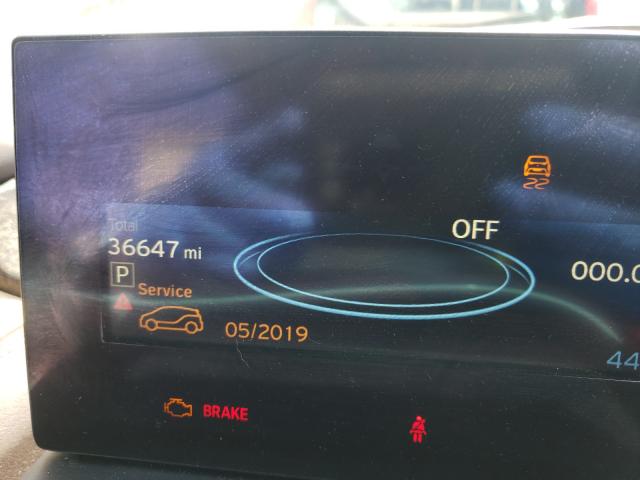 Total
36647 mi
OFF
000.0
P
Service
05/2019
44
BRAKE